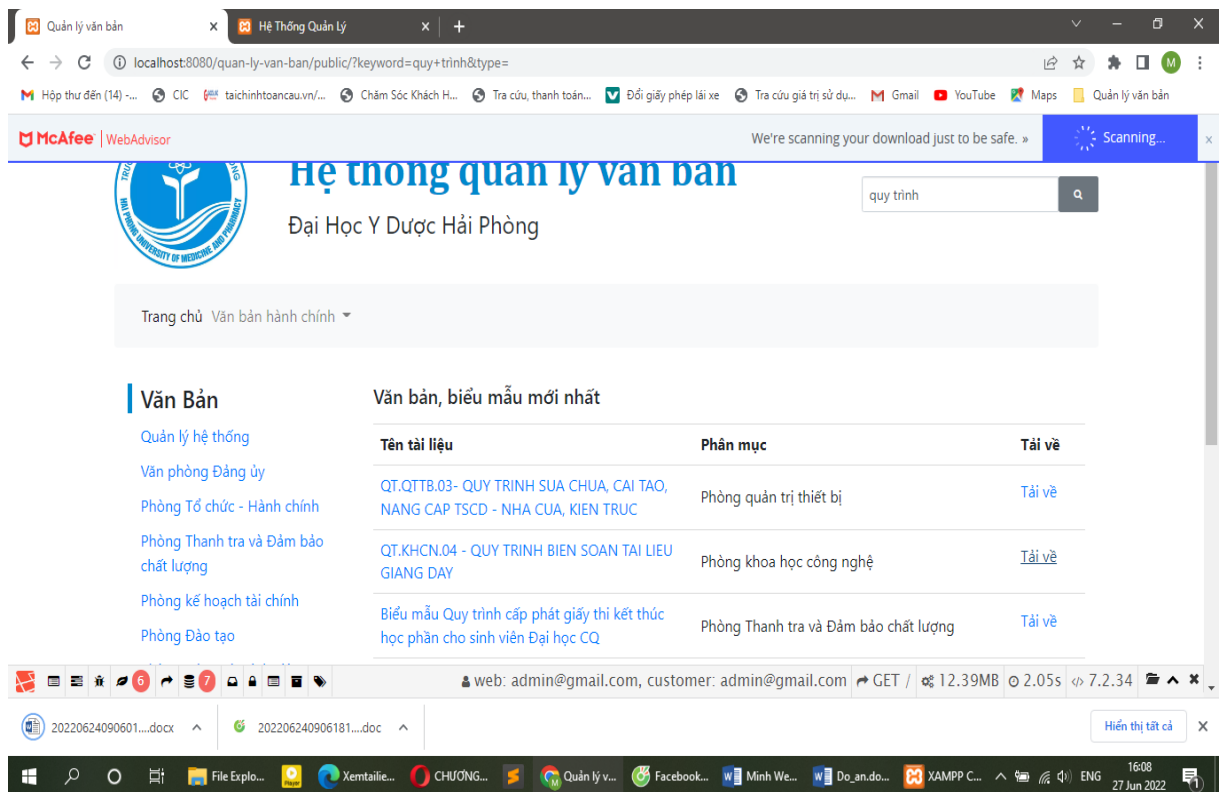 Quản lý văn bản
Hệ Thống Quản Lý
localhost:8080/quan-ly-van-ban/public/?keyword=quy+trình&type=
M
Hộp thư đến (14) -...
CIC
taichinhtoancau.vn/...
Chăm Sóc Khách H...
Tra cứu, thanh toán...
Đổi giấy phép lái xe
Tra cứu giá trị sử dụ...
Gmail
YouTube
Maps
Quản lý văn bản
McAfee | WebAdvisor
We're scanning your download just to be safe. »
Scanning...
HAI PHONG UNIVERSITY OF MEDICINE AND PHARMACY
Hệ thống quản lý văn bản
quy trình
Đại Học Y Dược Hải Phòng
Trang chủ Văn bản hành chính
Văn Bản
Quản lý hệ thống
Văn phòng Đảng ủy
Phòng Tổ chức - Hành chính
Phòng Thanh tra và Đảm bảo
chất lượng
Phòng kế hoạch tài chính
Phòng Đào tạo
Văn bản, biểu mẫu mới nhất
Tên tài liệu Phân mục Tải về
QT.QTTB.03- QUY TRINH SUA CHUA, CAI TAO,
NANG CAP TSCD - NHA CUA, KIEN TRUC
Phòng quản trị thiết bị
Tải về
QT.KHCN.04 - QUY TRINH BIEN SOAN TAI LIEU
GIANG DAY
Phòng khoa học công nghệ
Tải về
Biểu mẫu Quy trình cấp phát giấy thi kết thúc
học phần cho sinh viên Đại học CQ
Phòng Thanh tra và Đảm bảo chất lượng
Tải về
6
7
web: admin@gmail.com, customer: admin@gmail.com
GET /
12.39MB
2.05s
7.2.34
20220624090601....docx
202206240906181....doc
Hiển thị tất cả
File Explo...
Player
Xemtailie...
CHƯƠNG...
Quản lý v...
Facebook...
Minh We...
Do_an.do...
XAMPP C...
ENG
16:08
27 Jun 2022
1